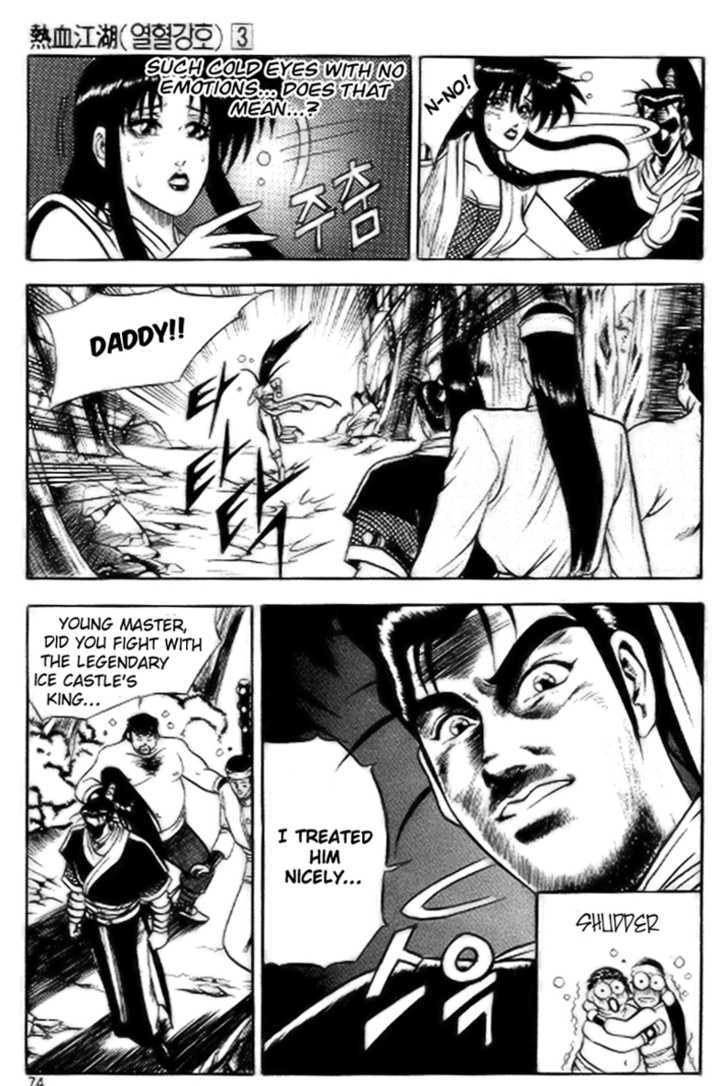 熱血江湖(열혈강호) 3
SUCH COLD EYES WITH NO
EMOTIONS... DOES THAT
MEAN...?
주춤
N-NO!
DADDY!!
타
타
탁
YOUNG MASTER,
DID YOU FIGHT WITH
THE LEGENDARY
ICE CASTLE'S
KING...
I TREATED
HIM
NICELY...
스윽
SHUDDER
74